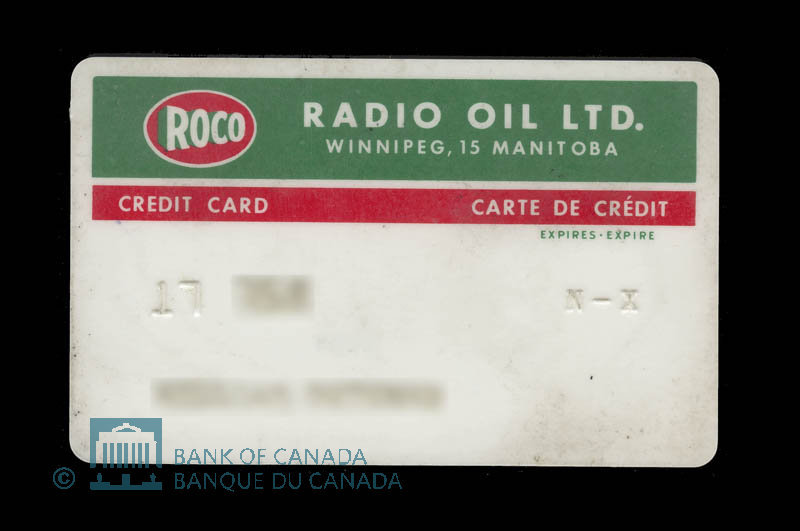 ROCO
RADIO OIL LTD.
WINNIPEG, 15 MANITOBA
CREDIT CARD CARTE DE CRÉDIT
EXPIRES·EXPIRE
17 N-X
© BANK OF CANADA
BANQUE DU CAÑADA